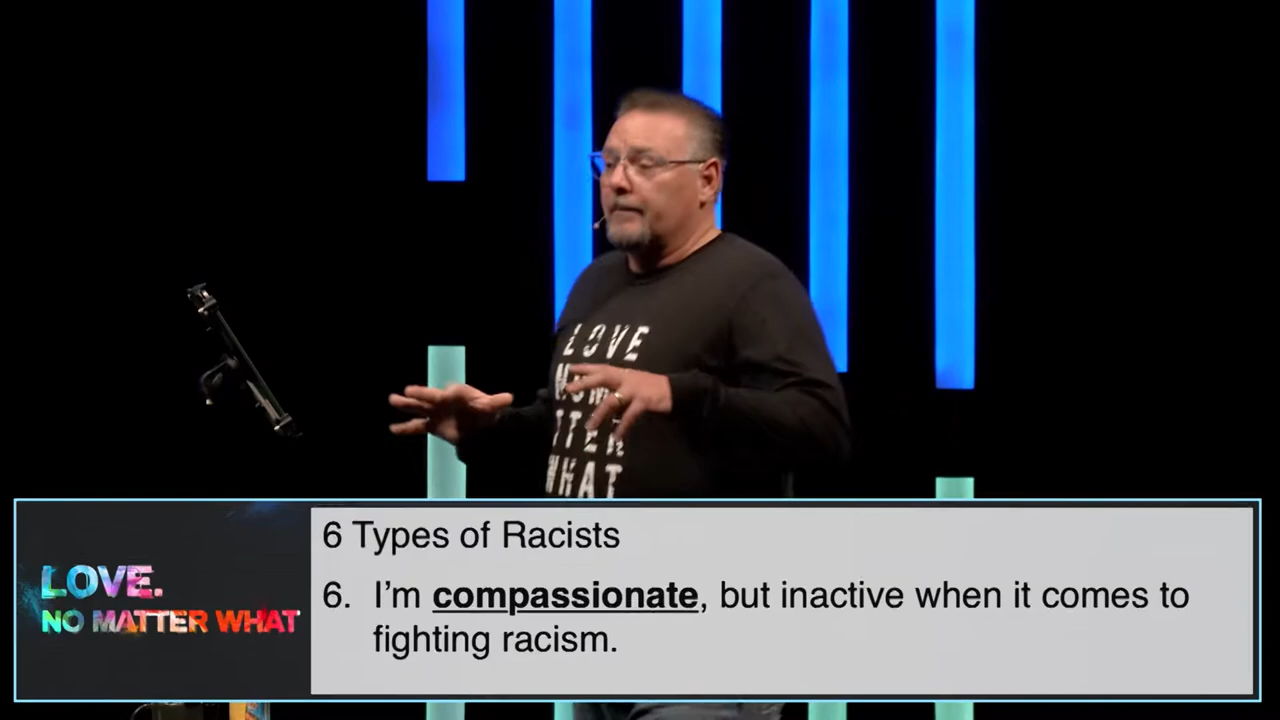 LOVE
WHAT
LOVE.
NO MATTER WHAT
6 Types of Racists
6. I'm compassionate, but inactive when it comes to
fighting racism.